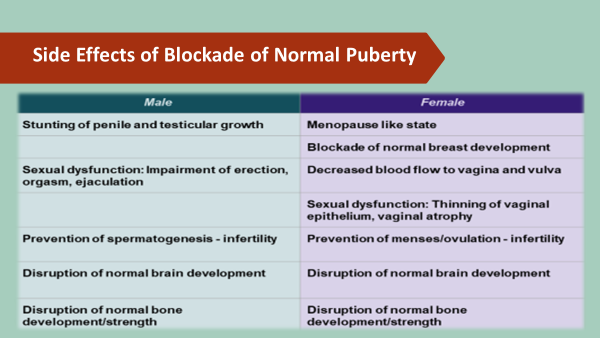 Side Effects of Blockade of Normal Puberty
Male
Female
Stunting of penile and testicular growth
Menopause like state
Blockade of normal breast development
Sexual dysfunction: Impairment of erection,
orgasm, ejaculation
Decreased blood flow to vagina and vulva
Sexual dysfunction: Thinning of vaginal
epithelium, vaginal atrophy
Prevention of spermatogenesis - infertility
Prevention of menses/ovulation - infertility
Disruption of normal brain development
Disruption of normal brain development
Disruption of normal bone
development/strength
Disruption of normal bone
development/strength